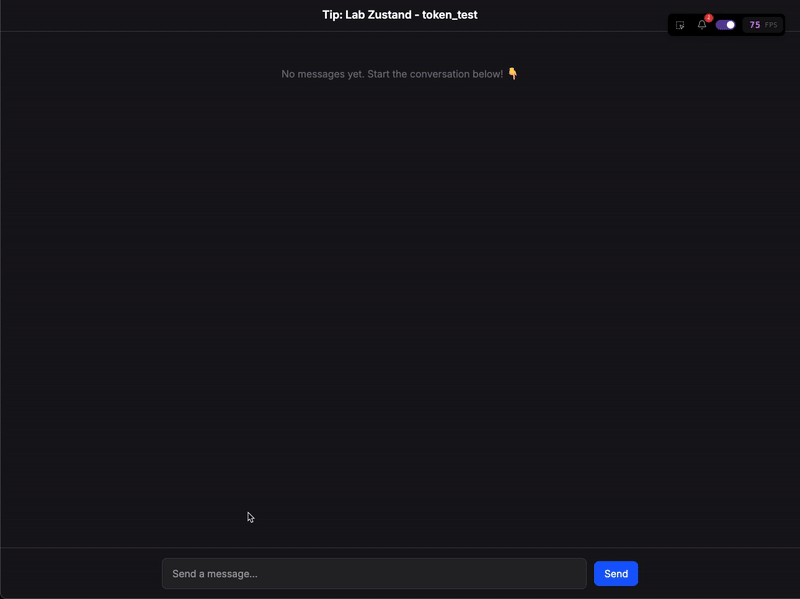 Tip: Lab Zustand - token_test
2
75 FPS
No messages yet. Start the conversation below! 👇
Send a message...
Send